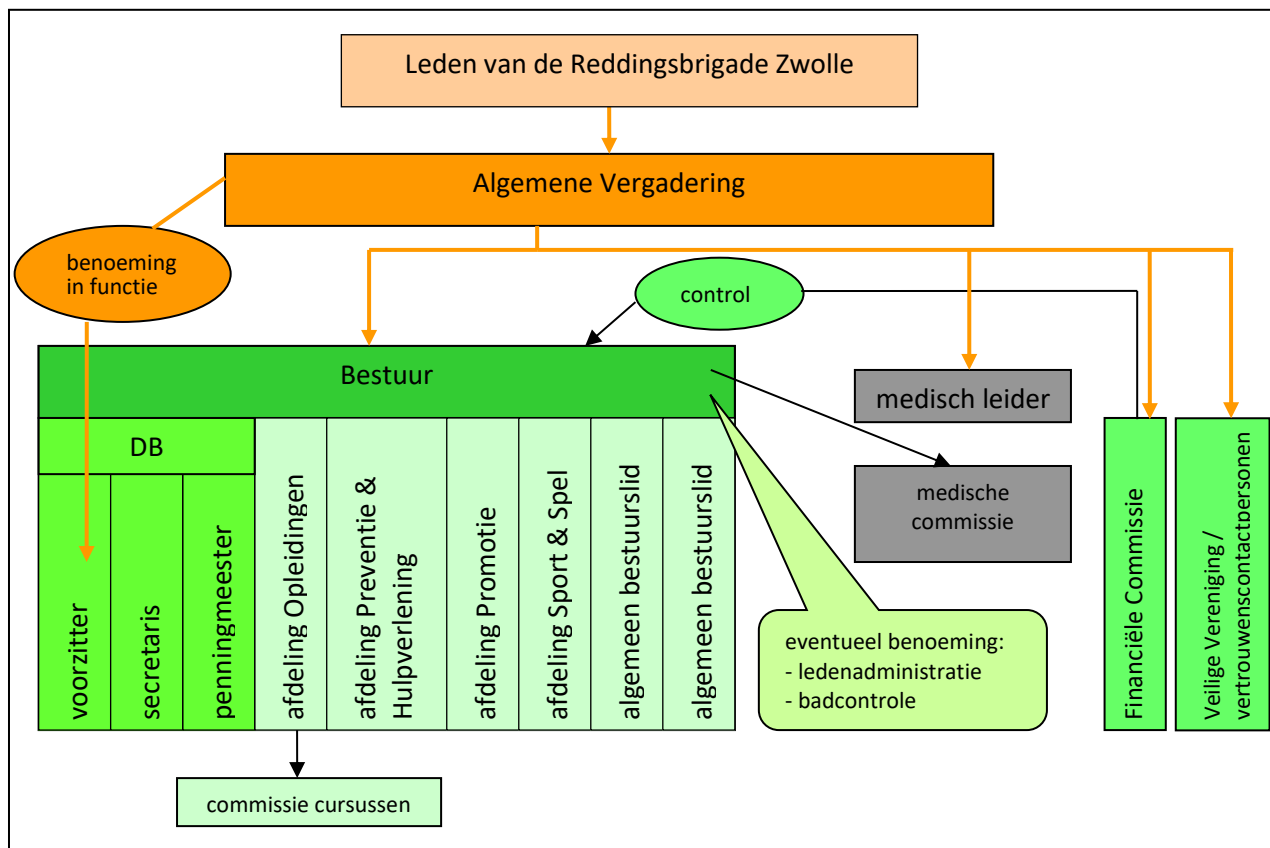 Leden van de Reddingsbrigade Zwolle
Algemene Vergadering
benoeming
in functie
control
Bestuur
medisch leider
DB
medische
commissie
voorzitter
secretaris
penningmeester
afdeling Opleidingen
afdeling Preventie &
Hulpverlening
afdeling Promotie
afdeling Sport & Spel
algemeen bestuurslid
algemeen bestuurslid
eventueel benoeming:
- ledenadministratie
- badcontrole
Financiële Commissie
Veilige Vereniging /
vertrouwenscontactpersonen
commissie cursussen